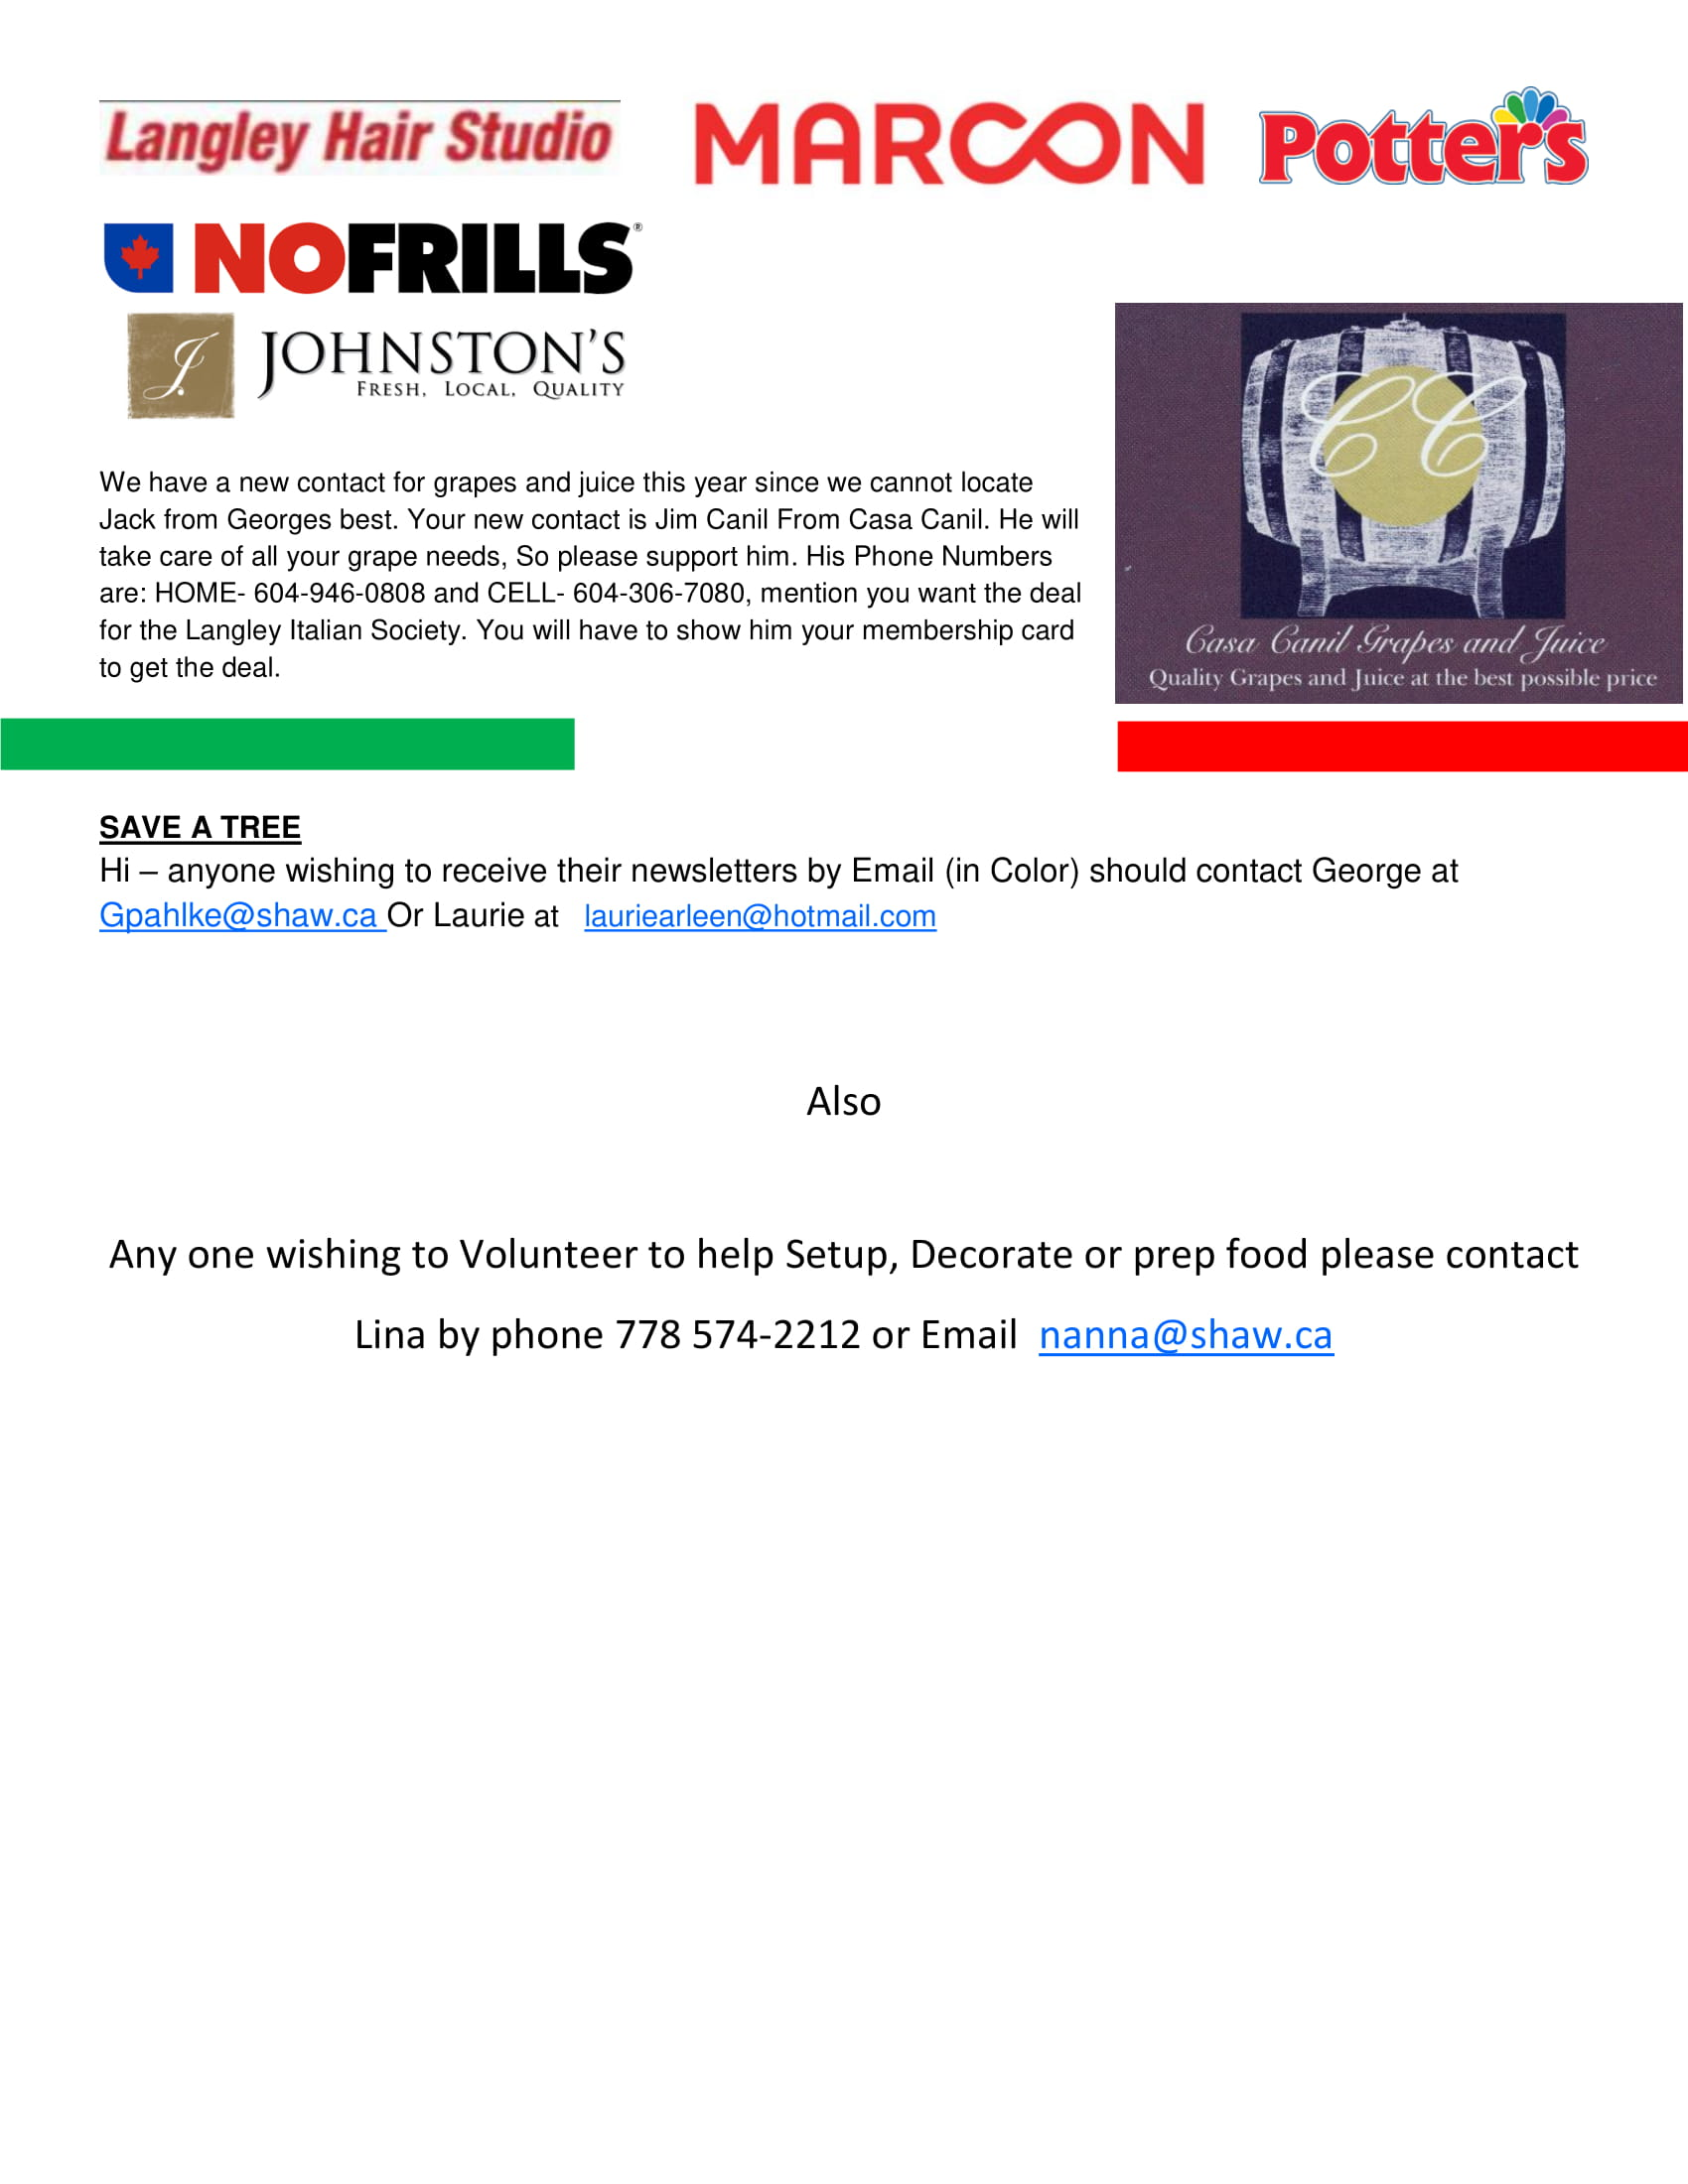 Langley Hair Studio
MARCON
Potters
NOFRILLS®
J. JOHNSTON'S
FRESH, LOCAL, QUALITY
We have a new contact for grapes and juice this year since we cannot locate
Jack from Georges best. Your new contact is Jim Canil From Casa Canil. He will
take care of all your grape needs, So please support him. His Phone Numbers
are: HOME- 604-946-0808 and CELL- 604-306-7080, mention you want the deal
for the Langley Italian Society. You will have to show him your membership card
to get the deal.
CC
Casa Canil Grapes and Juice
Quality Grapes and Juice at the best possible price
SAVE A TREE
Hi – anyone wishing to receive their newsletters by Email (in Color) should contact George at
Gpahlke@shaw.ca Or Laurie at lauriearleen@hotmail.com
Also
Any one wishing to Volunteer to help Setup, Decorate or prep food please contact
Lina by phone 778 574-2212 or Email nanna@shaw.ca